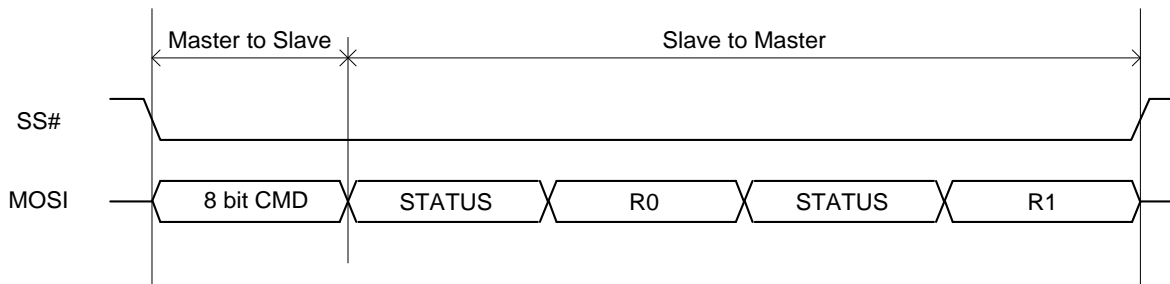 Master to Slave Slave to Master
SS#
MOSI 8 bit CMD STATUS R0 STATUS R1